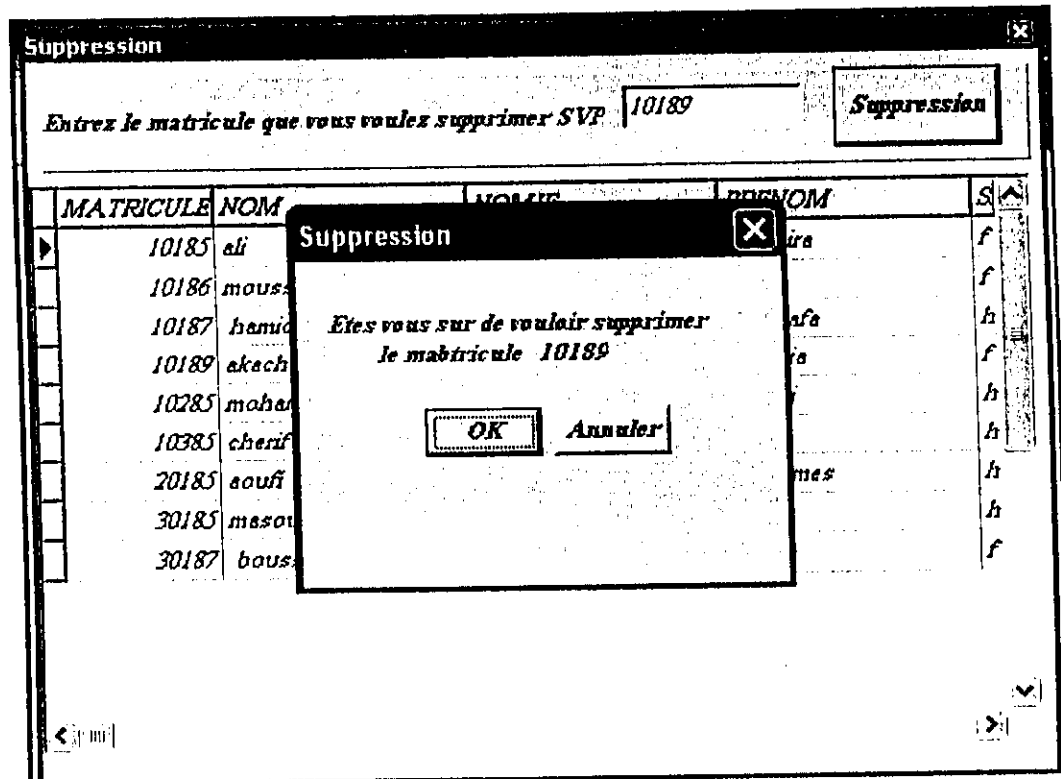 Suppression
Entrez le matricule que vous voulez supprimer SVP 10189 Suppression
MATRICULE NOM PRENOM S
10185 ali f
10186 f
10187 h
10189 f
10285 h
10385 cherif h
20185 aoufi h
30185 h
30187 f
Suppression
Etes vous sur de vouloir supprimer
le mabtricule 10189
OK Annuler